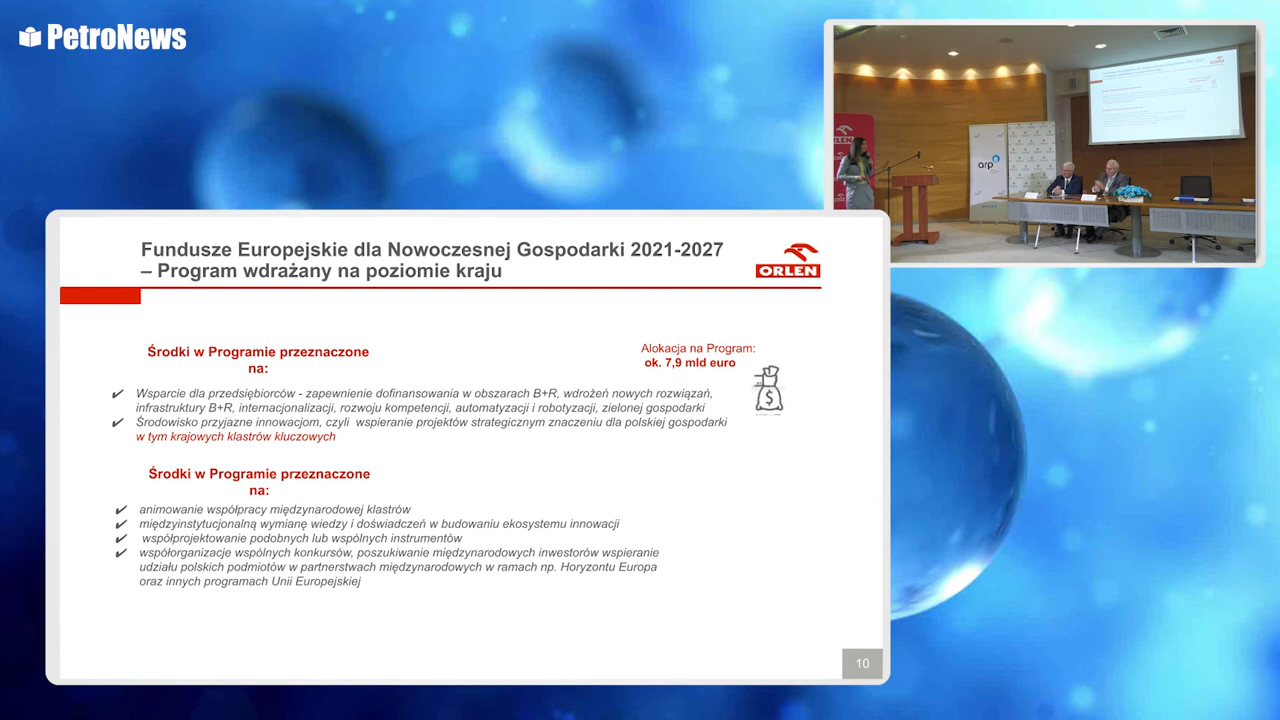 PetroNews
ORLEN
arp
Fundusze Europejskie dla Nowoczesnej Gospodarki 2021-2027
– Program wdrażany na poziomie kraju
ORLEN
Środki w Programie przeznaczone
na:
Alokacja na Program:
ok. 7,9 mld euro
✔ Wsparcie dla przedsiębiorców - zapewnienie dofinansowania w obszarach B+R, wdrożeń nowych rozwiązań,
infrastruktury B+R, internacjonalizacji, rozwoju kompetencji, automatyzacji i robotyzacji, zielonej gospodarki
✔ Środowisko przyjazne innowacjom, czyli wspieranie projektów strategicznym znaczeniu dla polskiej gospodarki
w tym krajowych klastrów kluczowych
$
Środki w Programie przeznaczone
na:
✔ animowanie współpracy międzynarodowej klastrów
✔ międzyinstytucjonalną wymianę wiedzy i doświadczeń w budowaniu ekosystemu innowacji
✔ współprojektowanie podobnych lub wspólnych instrumentów
✔ współorganizacje wspólnych konkursów, poszukiwanie międzynarodowych inwestorów wspieranie
udziału polskich podmiotów w partnerstwach międzynarodowych w ramach np. Horyzontu Europa
oraz innych programach Unii Europejskiej
10